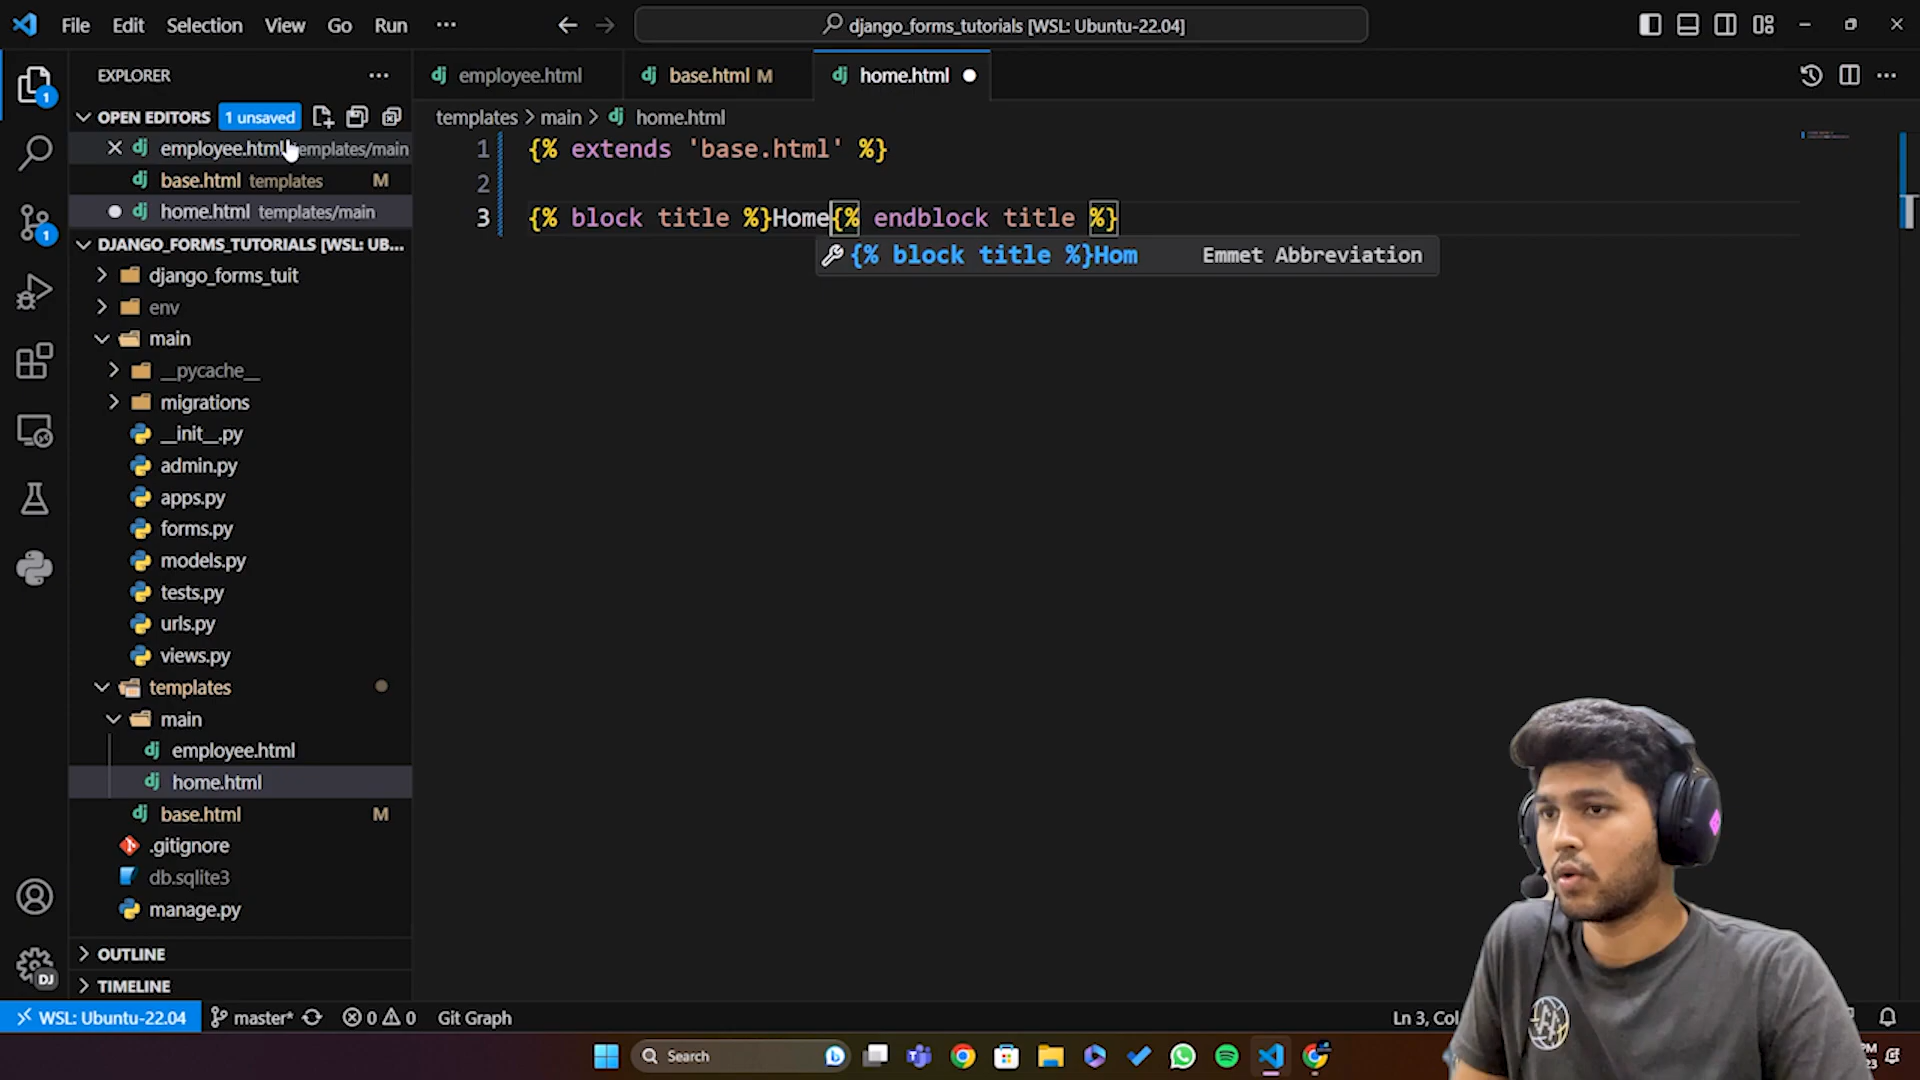 File Edit Selection View Go Run ···
django_forms_tutorials [WSL: Ubuntu-22.04]
EXPLORER
OPEN EDITORS 1 unsaved
employee.html templates/main
base.html templates M
home.html templates/main
DJANGO_FORMS_TUTORIALS [WSL: UB...
django_forms_tuit
env
main
__pycache__
migrations
__init__.py
admin.py
apps.py
forms.py
models.py
tests.py
urls.py
views.py
templates
main
employee.html
home.html
base.html M
.gitignore
db.sqlite3
manage.py
OUTLINE
TIMELINE
employee.html base.html M home.html
templates > main > home.html
1 {% extends 'base.html' %}
2
3 {% block title %}Home{% endblock title %}
{% block title %}Hom Emmet Abbreviation
WSL: Ubuntu-22.04 master* 0 0 Git Graph
Ln 3, Col
Search